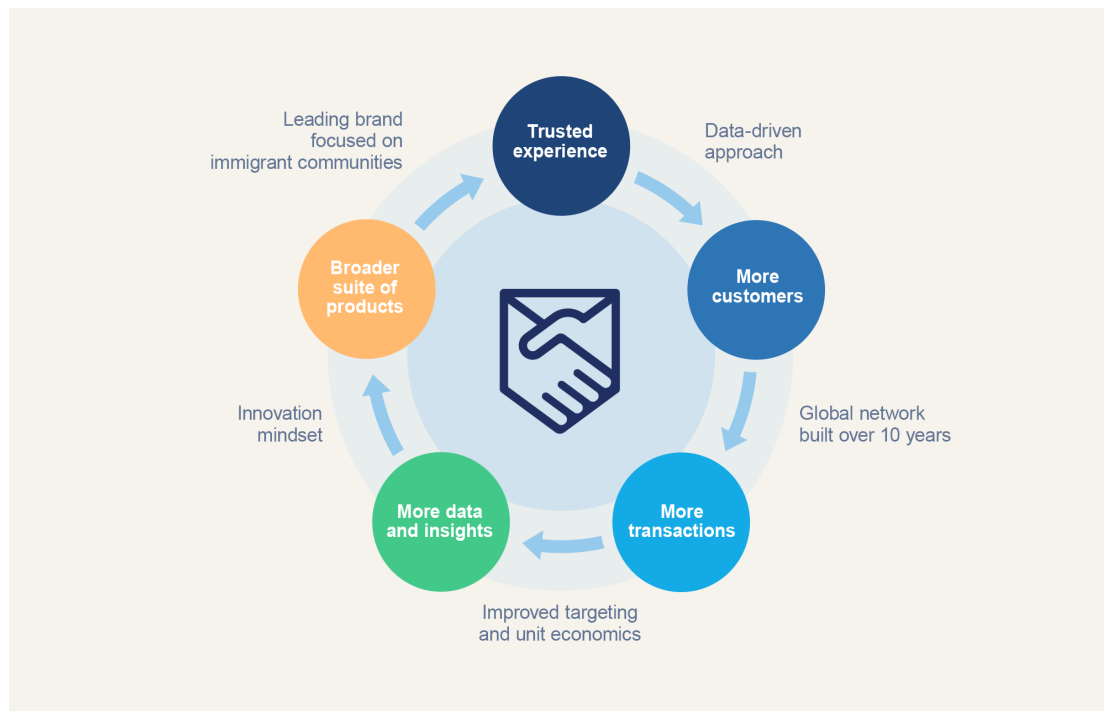 Trusted
experience
Data-driven
approach
More
customers
Global network
built over 10 years
More
transactions
Improved targeting
and unit economics
More data
and insights
Innovation
mindset
Broader
suite of
products
Leading brand
focused on
immigrant communities